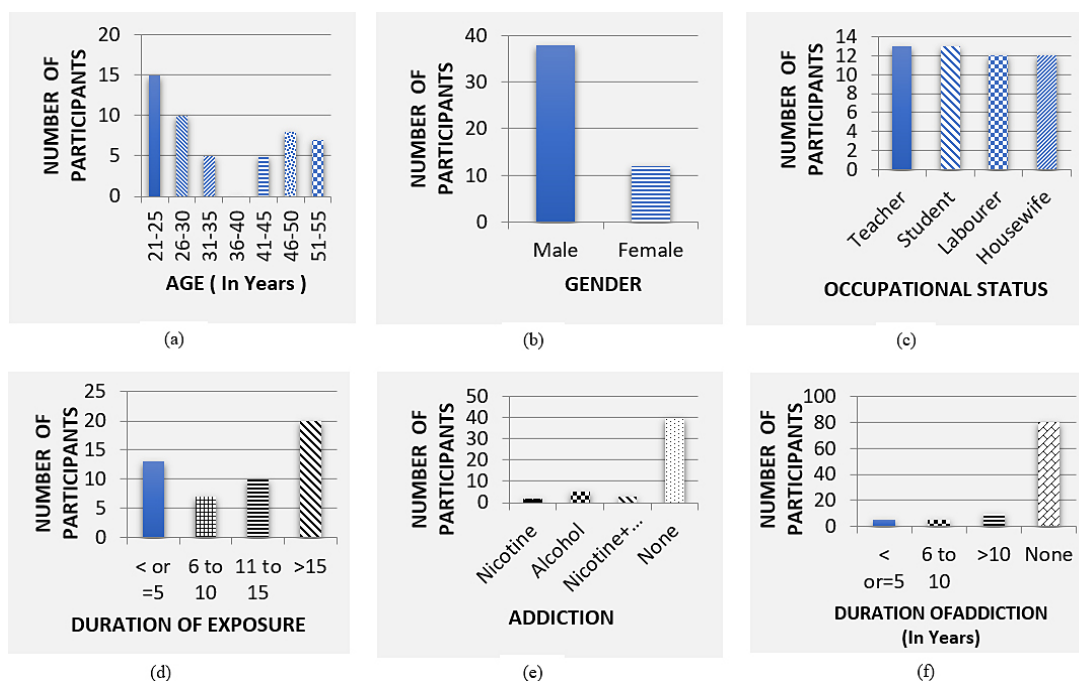 NUMBER OF
PARTICIPANTS
20
15
10
5
0
21-25
26-30
31-35
36-40
41-45
46-50
51-55
AGE ( In Years )
(a)
NUMBER OF
PARTICIPANTS
40
30
20
10
0
Male Female
GENDER
(b)
NUMBER OF
PARTICIPANTS
14
12
10
8
6
4
2
0
Teacher
Student
Labourer
Housewife
OCCUPATIONAL STATUS
(c)
NUMBER OF
PARTICIPANTS
25
20
15
10
5
0
< or 6 to 11 to >15
=5 10 15
DURATION OF EXPOSURE
(d)
NUMBER OF
PARTICIPANTS
50
40
30
20
10
0
Nicotine
Alcohol
Nicotine+...
None
ADDICTION
(e)
NUMBER OF
PARTICIPANTS
100
80
60
40
20
0
< 6 to >10 None
or=5 10
DURATION OFADDICTION
(In Years)
(f)